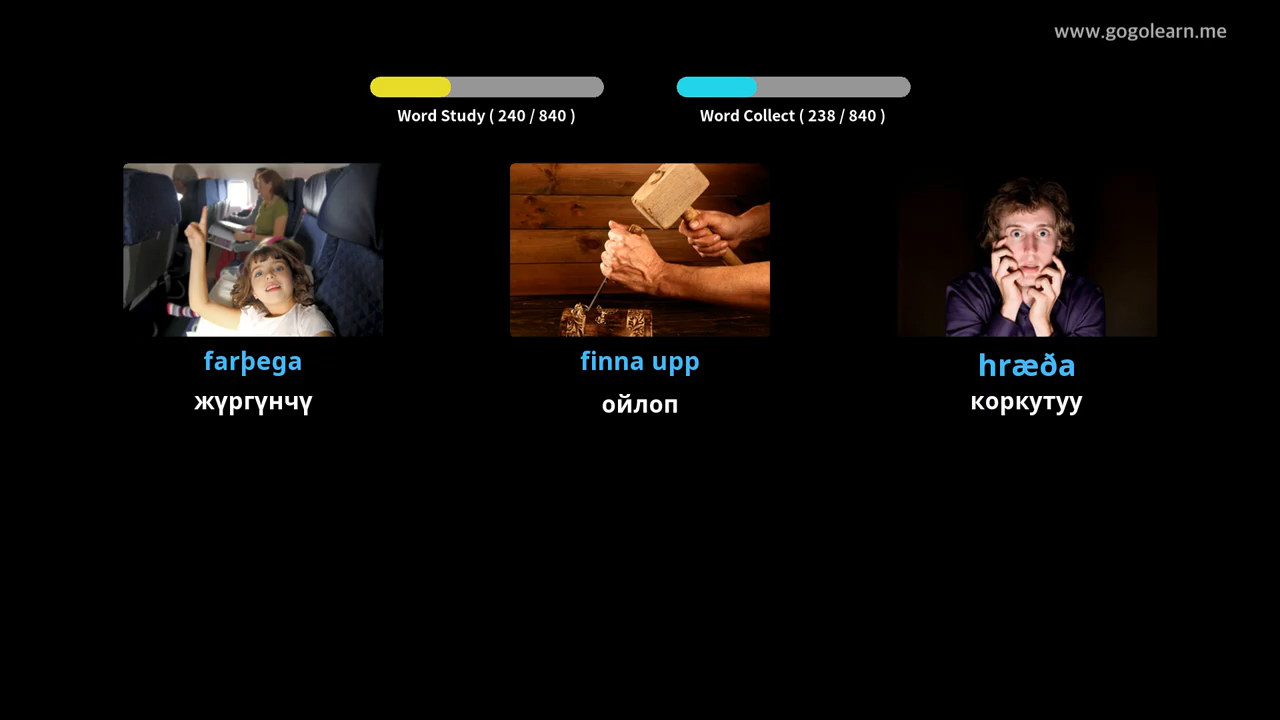 www.gogolearn.me
Word Study ( 240 / 840 )
Word Collect ( 238 / 840 )
farþega
finna upp
hræða
жүргүнчү
ойлоп
коркутуу